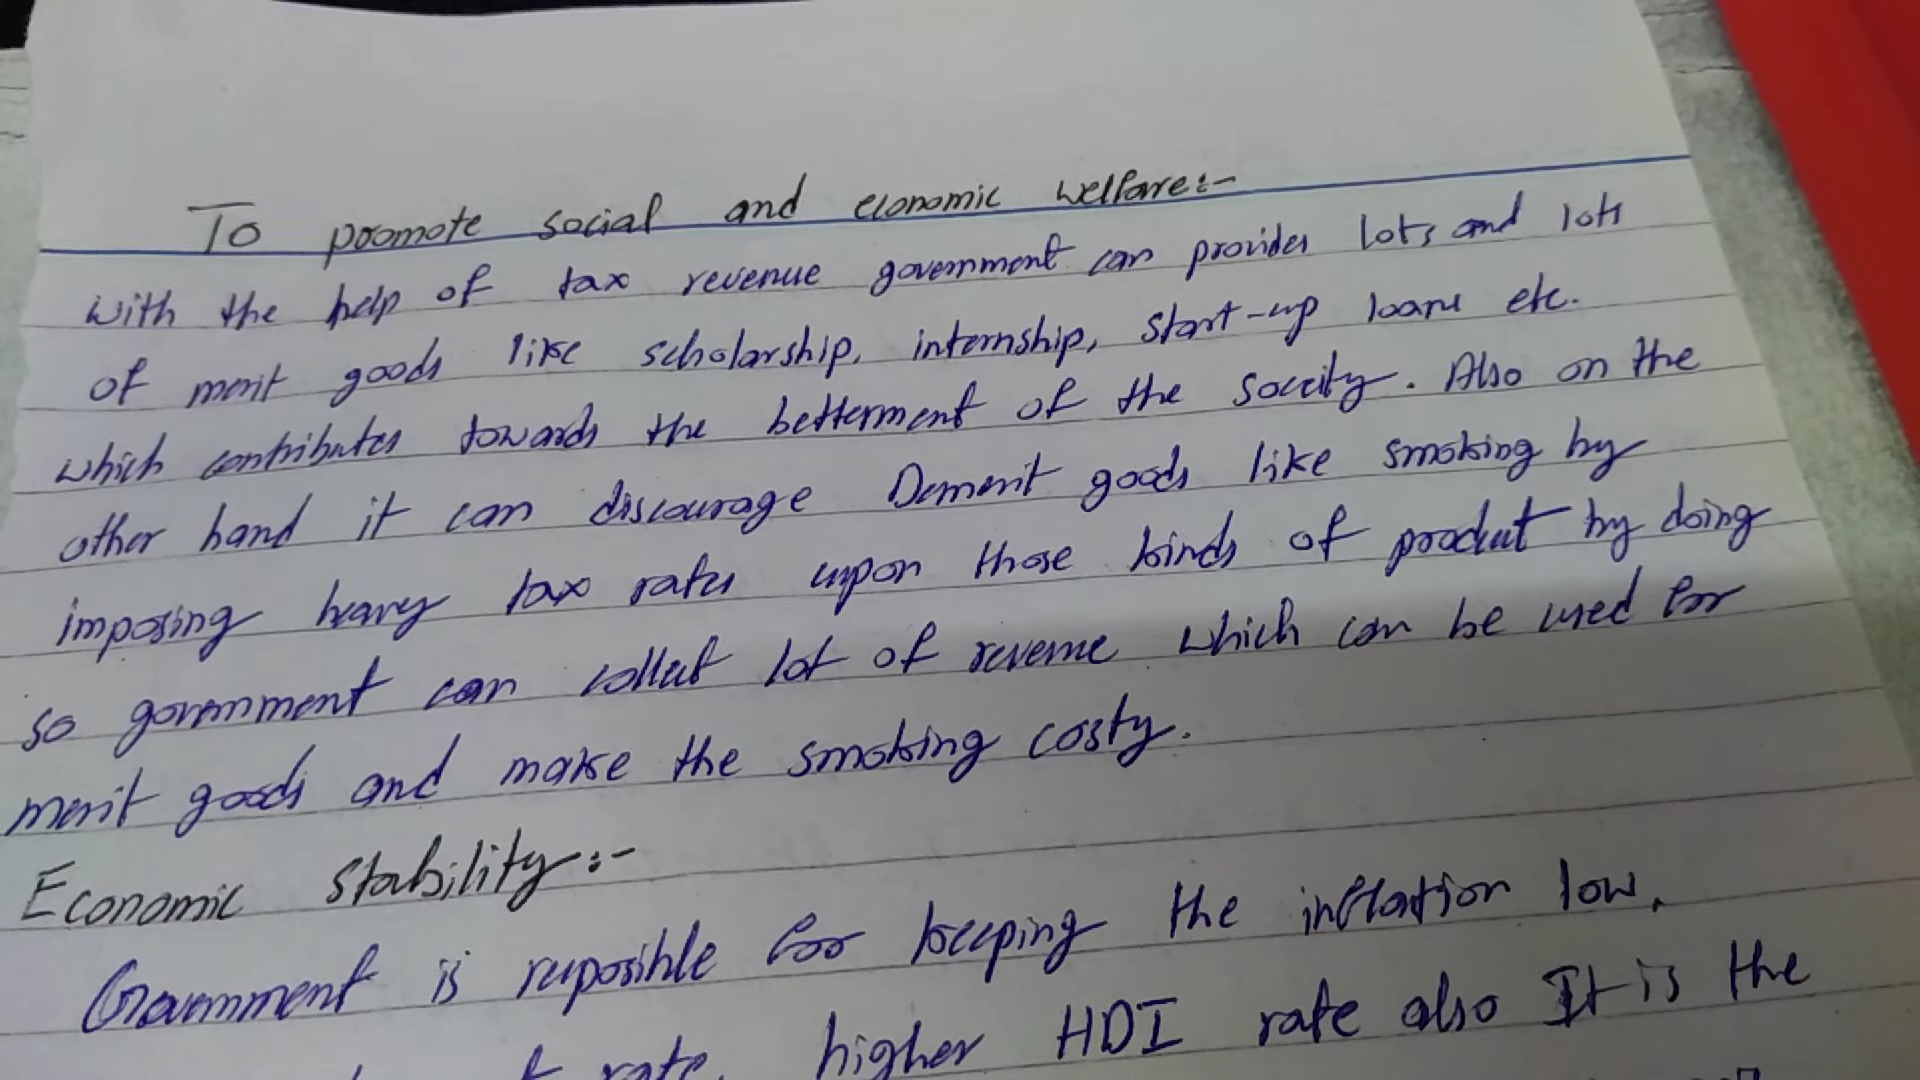 To promote social and economic welfare:-
with the help of tax revenue government can provides lots and lots
of merit goods like scholarship, internship, start-up loans etc.
which contributes towards the betterment of the soceity. Also on the
other hand it can discourage Demerit goods like smoking by
imposing heavy tax rates upon those kinds of product by doing
so government can collect lot of revenue which can be used for
merit goods and make the smoking costy.
Economic stability:-
Government is resposible for keeping the inflation low,
rate, higher HDI rate also It is the